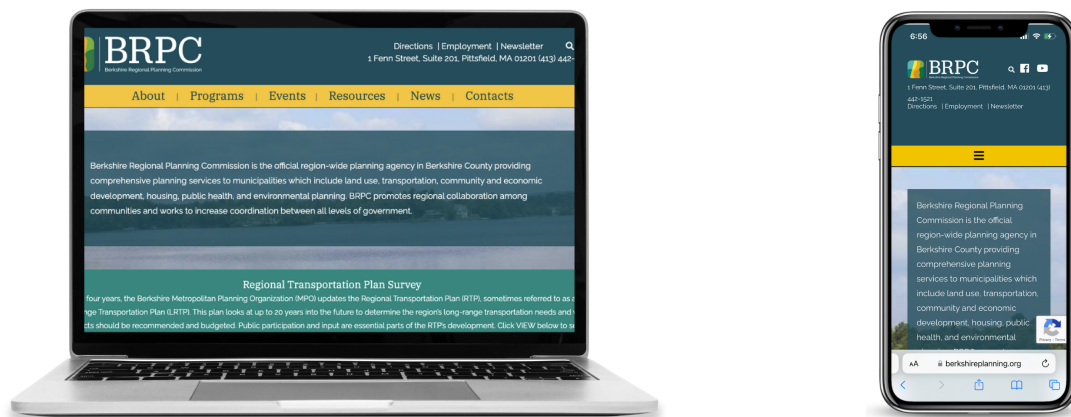 BRPC
Berkshire Regional Planning Commission
Directions | Employment | Newsletter
1 Fenn Street, Suite 201, Pittsfield, MA 01201 (413) 442-
About | Programs | Events | Resources | News | Contacts
Berkshire Regional Planning Commission is the official region-wide planning agency in Berkshire County providing
comprehensive planning services to municipalities which include land use, transportation, community and economic
development, housing, public health, and environmental planning. BRPC promotes regional collaboration among
communities and works to increase coordination between all levels of government.
Regional Transportation Plan Survey
four years, the Berkshire Metropolitan Planning Organization (MPO) updates the Regional Transportation Plan (RTP), sometimes referred to as
Transportation Plan (LRTP). This plan looks at up to 20 years into the future to determine the region's long-range transportation needs and
should be recommended and budgeted. Public participation and input are essential parts of the RTPs development. Click VIEW below to
6:56
BRPC
Berkshire Regional Planning Commission
1 Fenn Street, Suite 201, Pittsfield, MA 01201 (413)
442-1521
Directions | Employment | Newsletter
Berkshire Regional Planning
Commission is the official
region-wide planning agency in
Berkshire County providing
comprehensive planning
services to municipalities which
include land use, transportation,
community and economic
development, housing, public
health, and environmental
Privacy - Terms
AA berkshireplanning.org